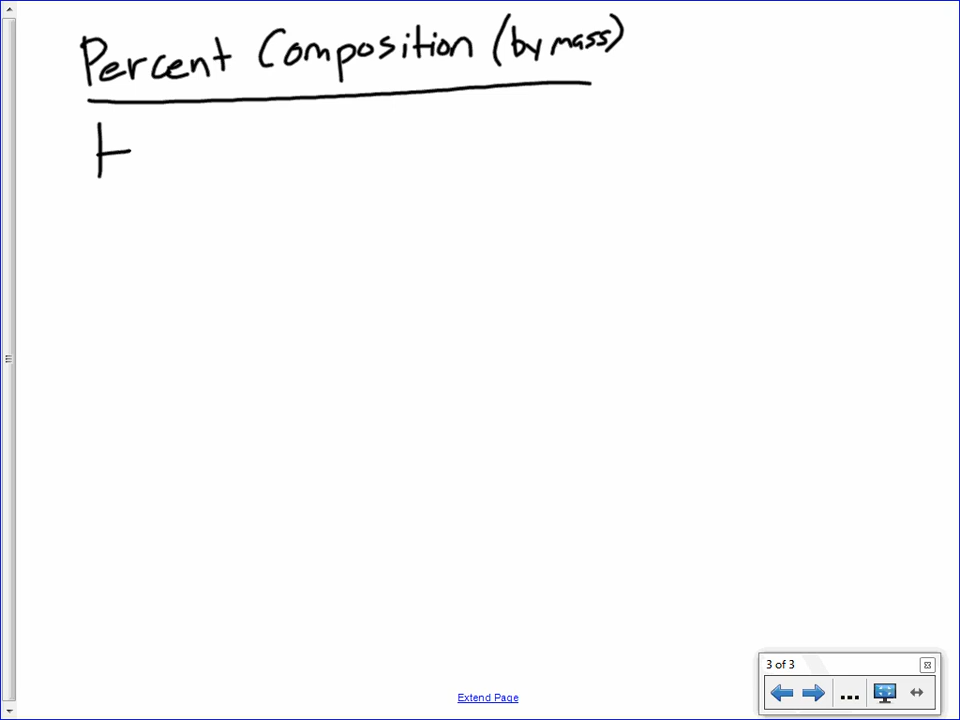 Percent Composition (by mass)
3 of 3
Extend Page